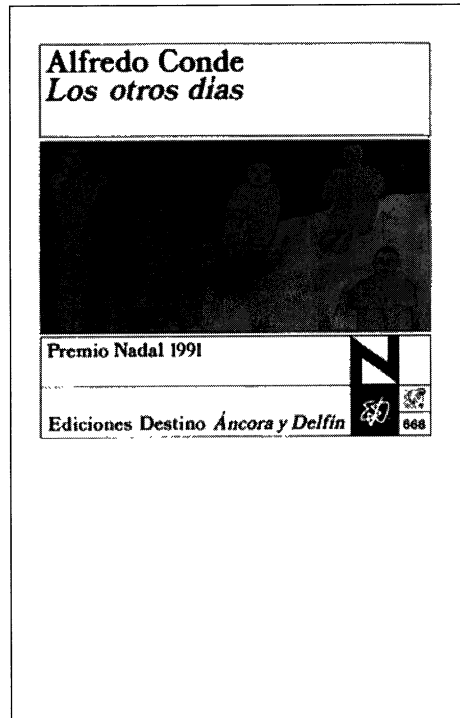 Alfredo Conde
Los otros días
Premio Nadal 1991
N
Ediciones Destino Áncora y Delfín
668